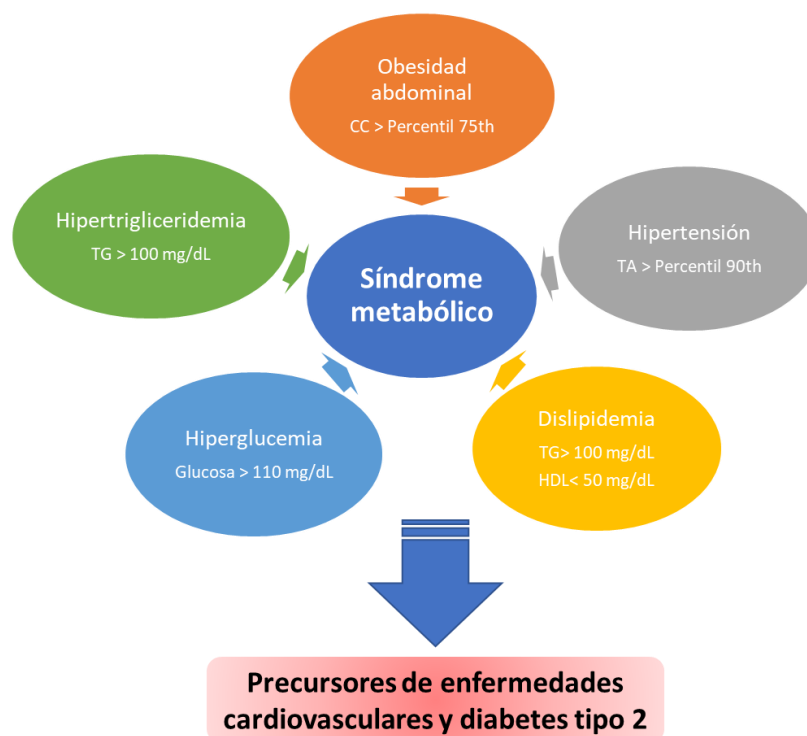 Obesidad
abdominal
CC > Percentil 75th
Hipertrigliceridemia
TG > 100 mg/dL
Hipertensión
TA > Percentil 90th
Síndrome
metabólico
Hiperglucemia
Glucosa > 110 mg/dL
Dislipidemia
TG> 100 mg/dL
HDL< 50 mg/dL
Precursores de enfermedades
cardiovasculares y diabetes tipo 2